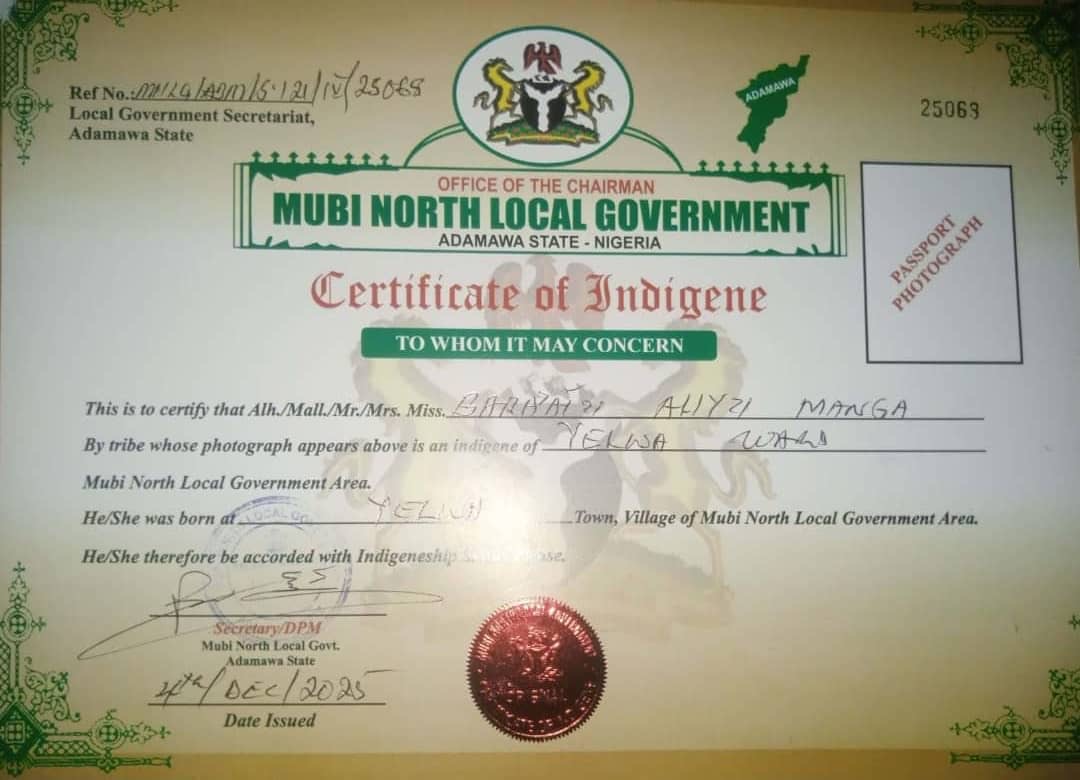 Ref No.: MNLG/ADM/S.121/IV/25068
Local Government Secretariat,
Adamawa State
ADAMAWA
25068
OFFICE OF THE CHAIRMAN
MUBI NORTH LOCAL GOVERNMENT
ADAMAWA STATE - NIGERIA
PASSPORT
PHOTOGRAPH
Certificate of Indigene
TO WHOM IT MAY CONCERN
This is to certify that Alh./Mall./Mr./Mrs. Miss. ALIYU MANGA
By tribe whose photograph appears above is an indigene of YELWA WARD
Mubi North Local Government Area.
He/She was born at YELWA Town, Village of Mubi North Local Government Area.
He/She therefore be accorded with Indigeneship
LOCAL GO
Secretary/DPM
Mubi North Local Govt.
Adamawa State
4th/DEC/2025
Date Issued